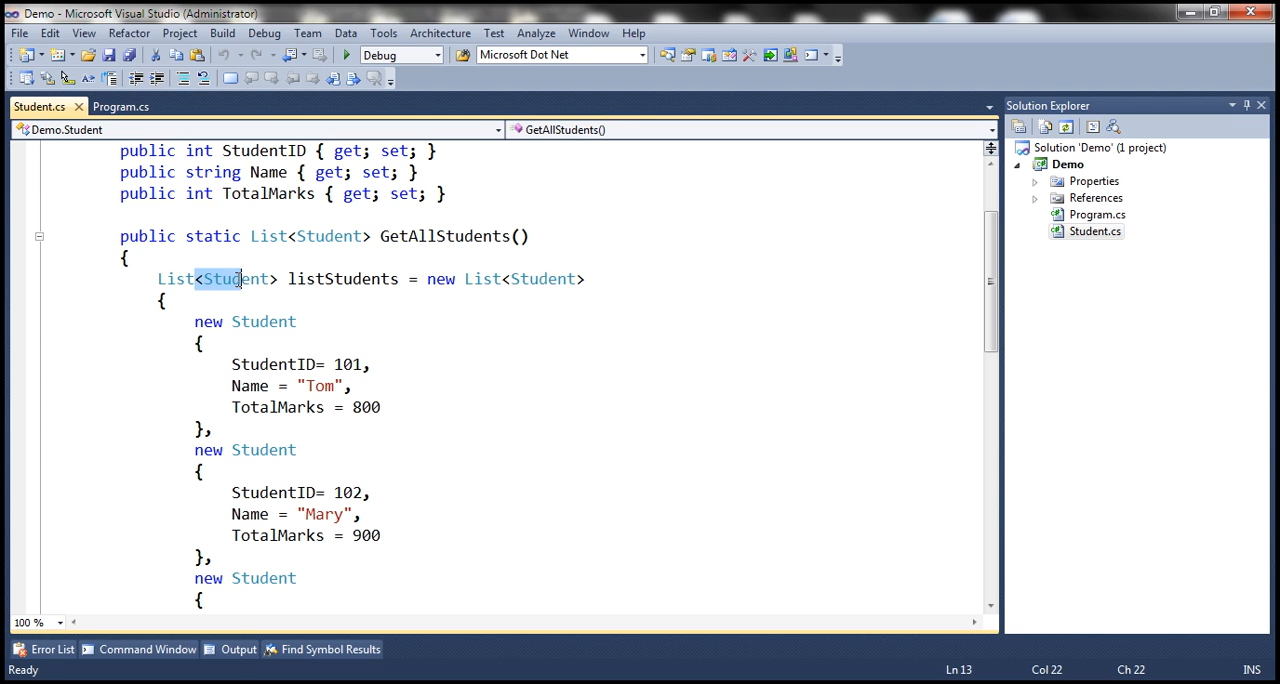 Demo - Microsoft Visual Studio (Administrator)
File Edit View Refactor Project Build Debug Team Data Tools Architecture Test Analyze Window Help
Debug Microsoft Dot Net
Student.cs Program.cs Solution Explorer
Demo.Student GetAllStudents()
Solution 'Demo' (1 project)
Demo
Properties
References
Program.cs
Student.cs
public int StudentID { get; set; }
public string Name { get; set; }
public int TotalMarks { get; set; }
public static List<Student> GetAllStudents()
{
List<Student> listStudents = new List<Student>
{
new Student
{
StudentID= 101,
Name = "Tom",
TotalMarks = 800
},
new Student
{
StudentID= 102,
Name = "Mary",
TotalMarks = 900
},
new Student
{
100 %
Error List Command Window Output Find Symbol Results
Ready Ln 13 Col 22 Ch 22 INS